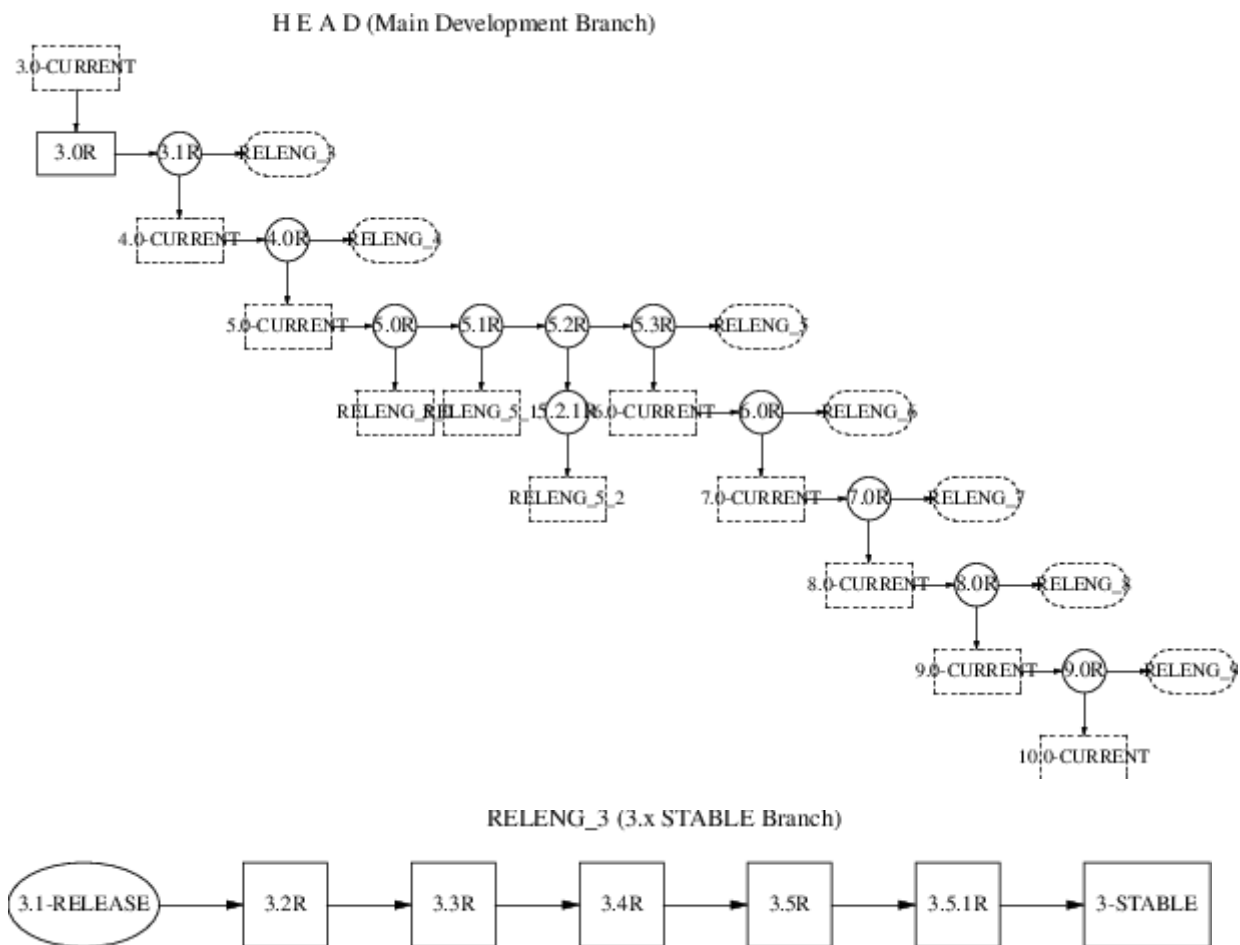 H E A D (Main Development Branch)
3.0-CURRENT
3.0R
3.1R
RELENG_3
4.0-CURRENT
4.0R
RELENG_4
5.0-CURRENT
5.0R
5.1R
5.2R
5.3R
RELENG_5
RELENG_5_1
5.2.1R
6.0-CURRENT
6.0R
RELENG_6
RELENG_5_2
7.0-CURRENT
7.0R
RELENG_7
8.0-CURRENT
8.0R
RELENG_8
9.0-CURRENT
9.0R
RELENG_9
10.0-CURRENT
RELENG_3 (3.x STABLE Branch)
3.1-RELEASE
3.2R
3.3R
3.4R
3.5R
3.5.1R
3-STABLE